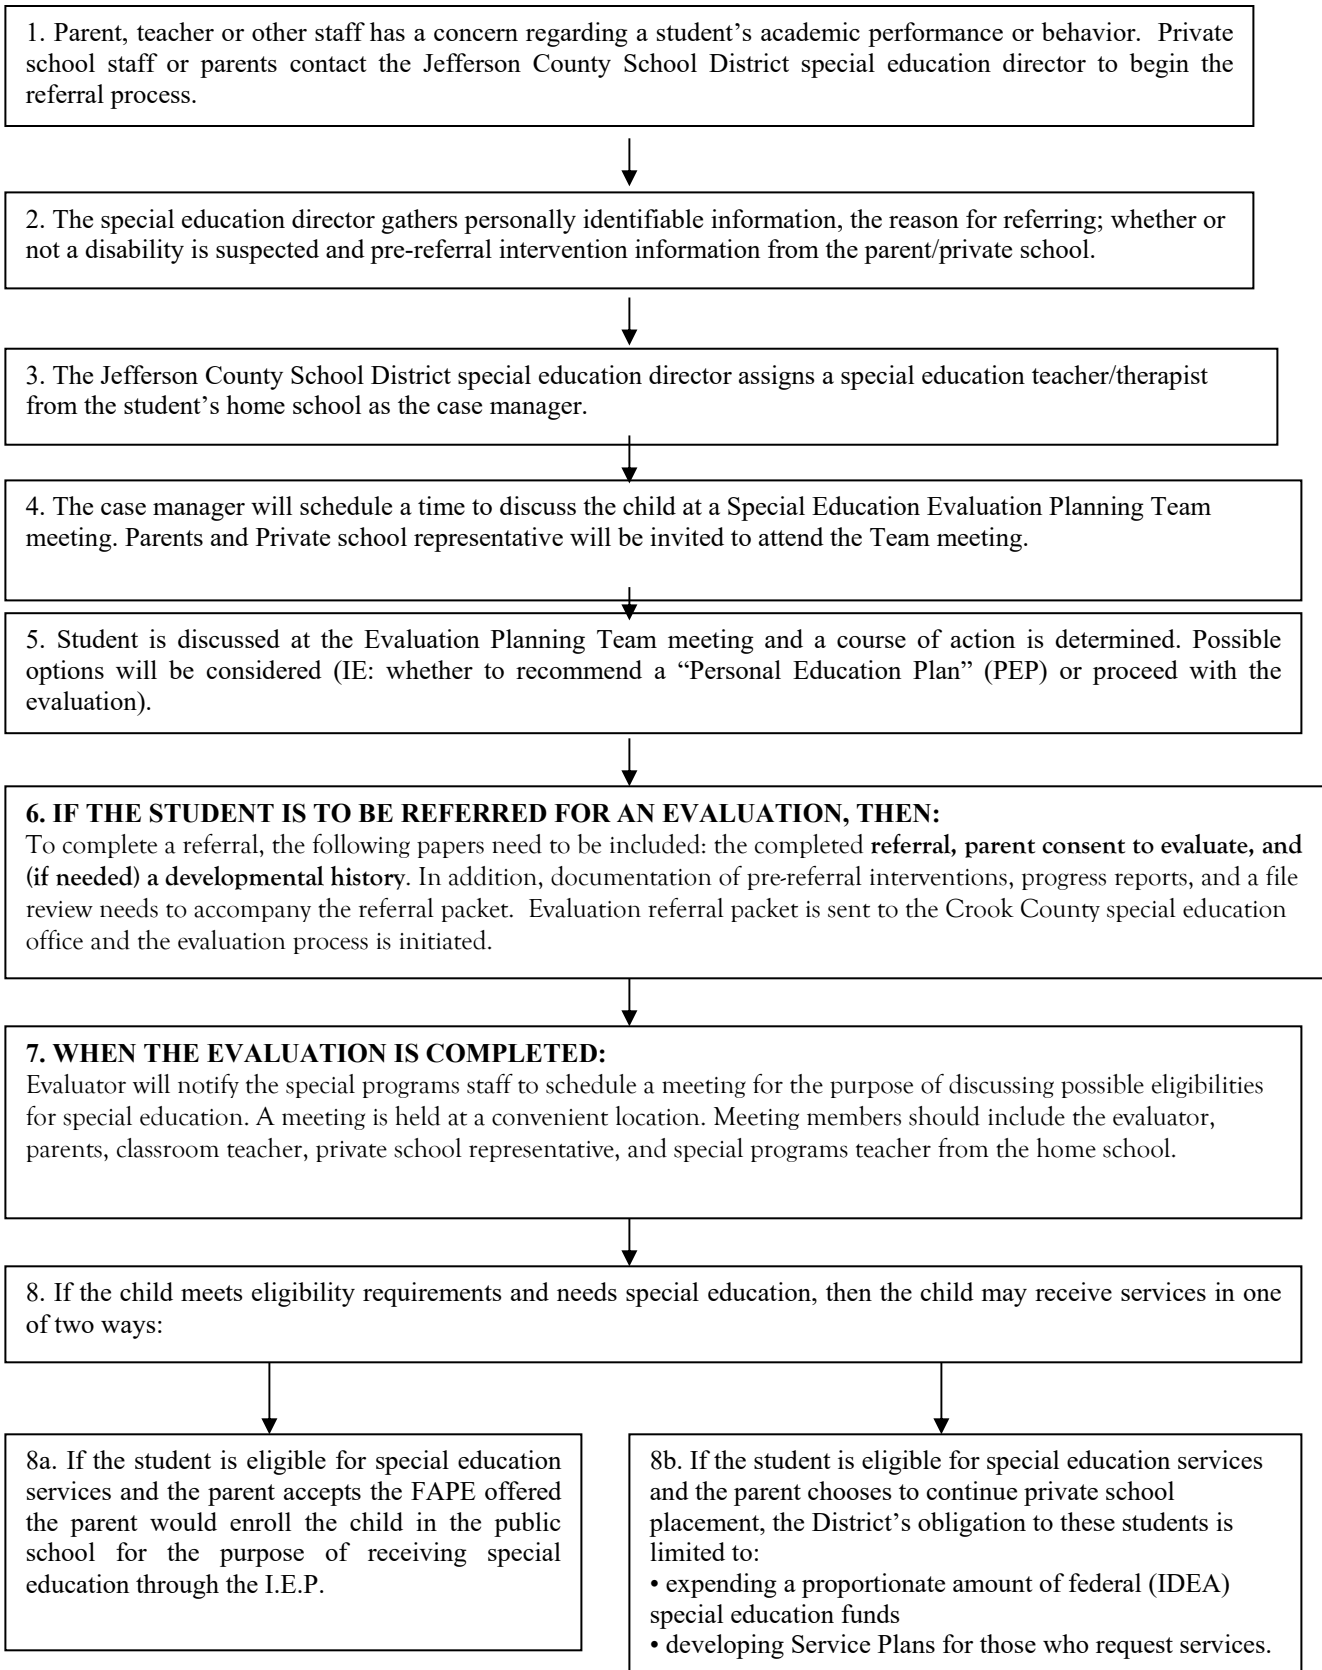 1. Parent, teacher or other staff has a concern regarding a student’s academic performance or behavior.  Private
school staff or parents contact the Jefferson County School District special education director to begin the
referral process.
2. The special education director gathers personally identifiable information, the reason for referring; whether or
not a disability is suspected and pre-referral intervention information from the parent/private school.
3. The Jefferson County School District special education director assigns a special education teacher/therapist
from the student’s home school as the case manager.
4. The case manager will schedule a time to discuss the child at a Special Education Evaluation Planning Team
meeting. Parents and Private school representative will be invited to attend the Team meeting.
5. Student is discussed at the Evaluation Planning Team meeting and a course of action is determined. Possible
options will be considered (IE: whether to recommend a “Personal Education Plan” (PEP) or proceed with the
evaluation).
6. IF THE STUDENT IS TO BE REFERRED FOR AN EVALUATION, THEN:
To complete a referral, the following papers need to be included: the completed referral, parent consent to evaluate, and
(if needed) a developmental history. In addition, documentation of pre-referral interventions, progress reports, and a file
review needs to accompany the referral packet.  Evaluation referral packet is sent to the Crook County special education
office and the evaluation process is initiated.
7. WHEN THE EVALUATION IS COMPLETED:
Evaluator will notify the special programs staff to schedule a meeting for the purpose of discussing possible eligibilities
for special education. A meeting is held at a convenient location. Meeting members should include the evaluator,
parents, classroom teacher, private school representative, and special programs teacher from the home school.
8. If the child meets eligibility requirements and needs special education, then the child may receive services in one
of two ways:
8a. If the student is eligible for special education
services and the parent accepts the FAPE offered
the parent would enroll the child in the public
school for the purpose of receiving special
education through the I.E.P.
8b. If the student is eligible for special education services
and the parent chooses to continue private school
placement, the District’s obligation to these students is
limited to:
• expending a proportionate amount of federal (IDEA)
special education funds
• developing Service Plans for those who request services.